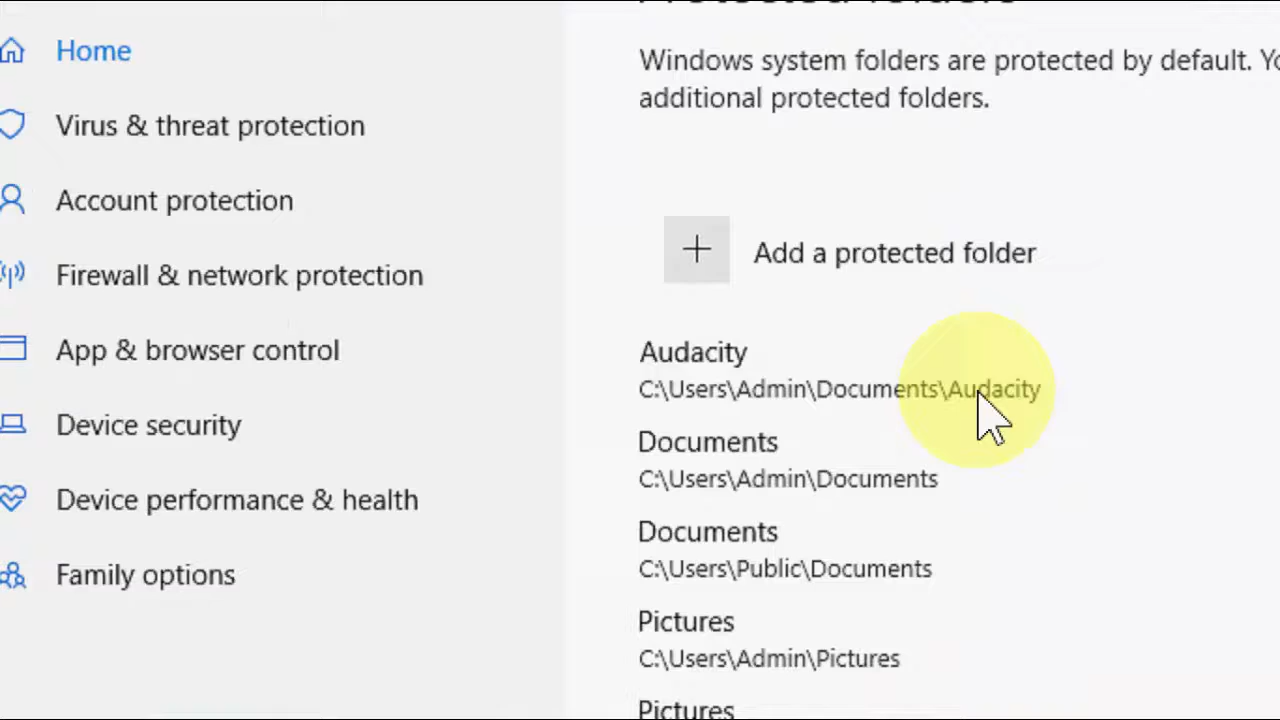 Home
Virus & threat protection
Account protection
Firewall & network protection
App & browser control
Device security
Device performance & health
Family options
Protected folders
Windows system folders are protected by default.
additional protected folders.
Add a protected folder
Audacity
C:\Users\Admin\Documents\Audacity
Documents
C:\Users\Admin\Documents
Documents
C:\Users\Public\Documents
Pictures
C:\Users\Admin\Pictures
Pictures